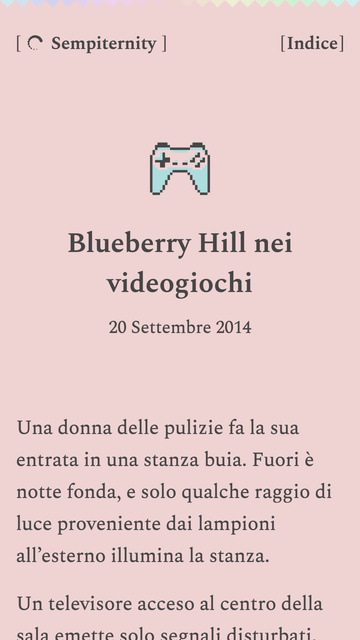 [ Sempiternity ]
[Indice]
Blueberry Hill nei
videogiochi
20 Settembre 2014
Una donna delle pulizie fa la sua
entrata in una stanza buia. Fuori è
notte fonda, e solo qualche raggio di
luce proveniente dai lampioni
all’esterno illumina la stanza.
Un televisore acceso al centro della
sala emette solo segnali disturbati.